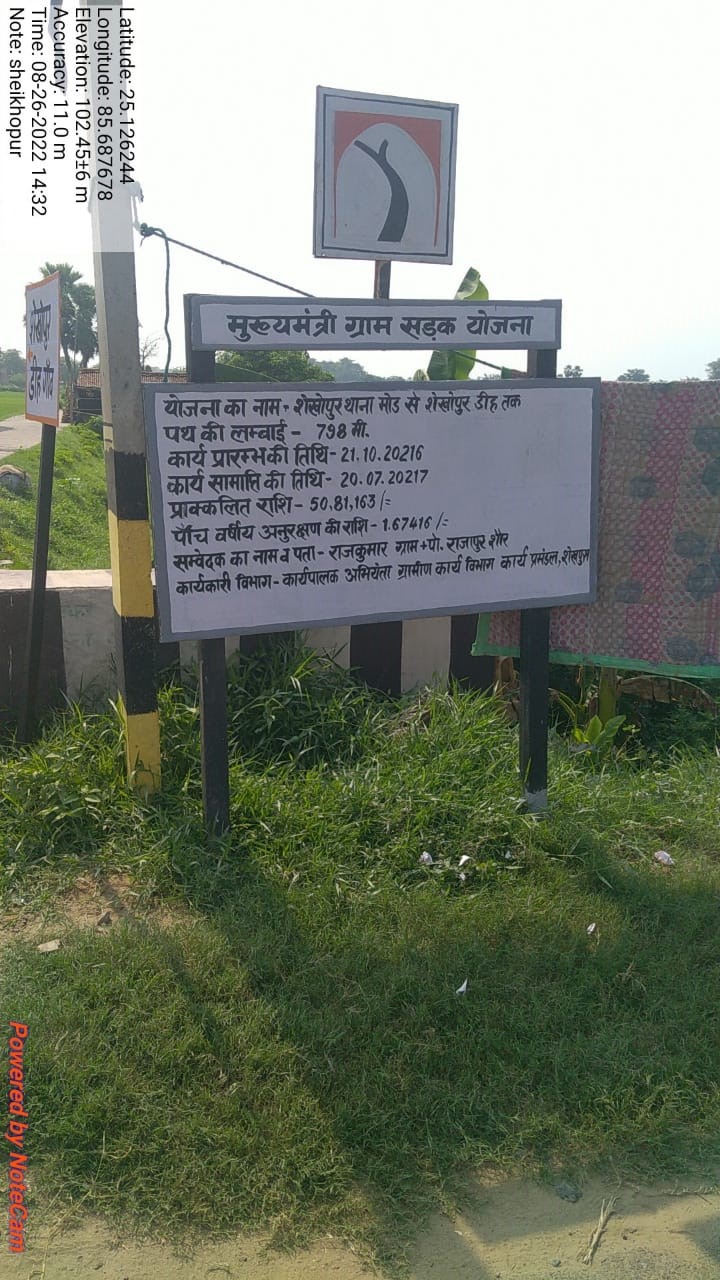 Latitude: 25.126244
Longitude: 85.687678
Elevation: 102.45±6 m
Accuracy: 11.0 m
Time: 08-26-2022 14:32
Note: sheikhopur
शेखोपुर
डीह गाँव
मुख्यमंत्री ग्राम सड़क योजना
योजना का नाम - शेखोपुर थाना मोड से शेखोपुर डीह तक
पथ की लम्बाई - 798 मी.
कार्य प्रारम्भ की तिथि - 21.10.20216
कार्य सामाप्ति की तिथि - 20.07.20217
प्राक्कलित राशि - 50,81,163/=
पाँच वर्षीय अनुरक्षण की राशि - 1.67416/=
सम्वेदक का नाम व पता - राजकुमार ग्राम+पो. राजापुर शौर
कार्यकारी विभाग - कार्यपालक अभियंता ग्रामीण कार्य विभाग कार्य प्रमंडल, शेखपुरा
Powered by NoteCam